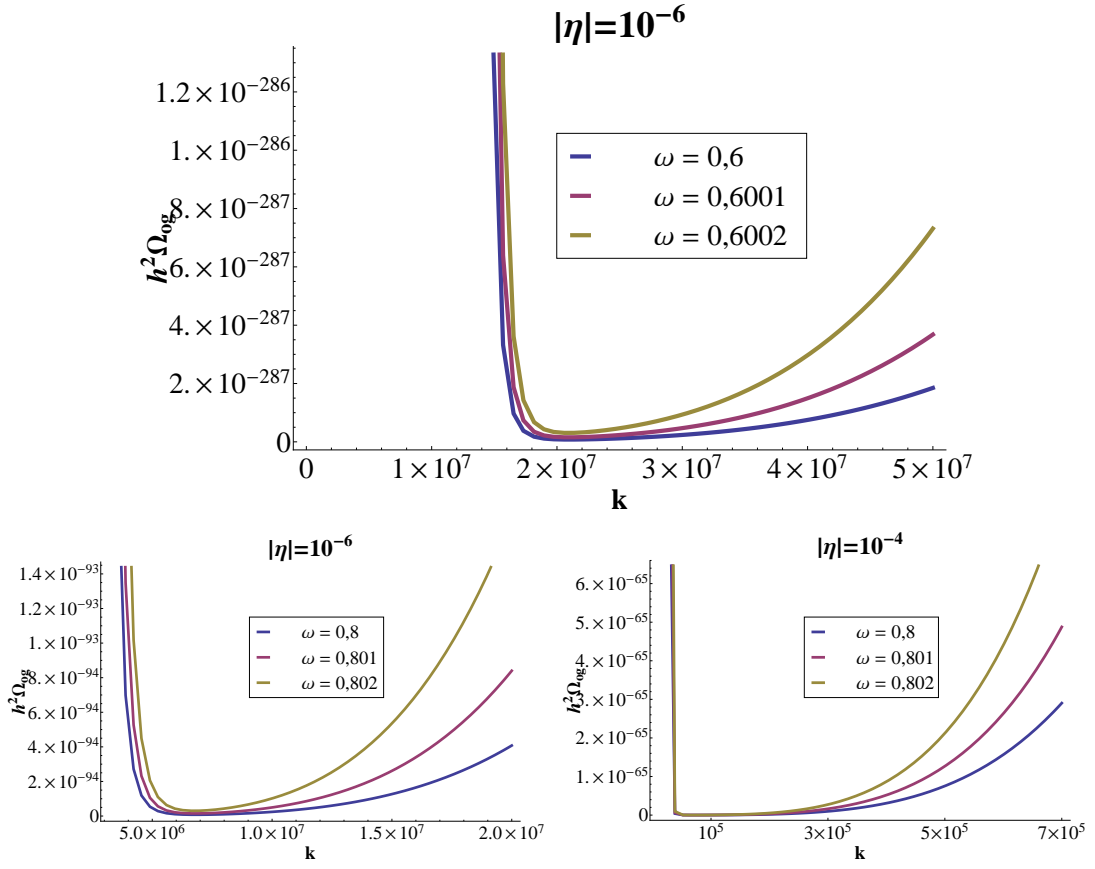 |η|=10⁻⁶
h²Ω_og
1.2×10⁻²⁸⁶
1.×10⁻²⁸⁶
8.×10⁻²⁸⁷
6.×10⁻²⁸⁷
4.×10⁻²⁸⁷
2.×10⁻²⁸⁷
0
ω = 0,6
ω = 0,6001
ω = 0,6002
0 1×10⁷ 2×10⁷ 3×10⁷ 4×10⁷ 5×10⁷
k
|η|=10⁻⁶
h²Ω_og
1.4×10⁻⁹³
1.2×10⁻⁹³
1.×10⁻⁹³
8.×10⁻⁹⁴
6.×10⁻⁹⁴
4.×10⁻⁹⁴
2.×10⁻⁹⁴
0
ω = 0,8
ω = 0,801
ω = 0,802
5.0×10⁶ 1.0×10⁷ 1.5×10⁷ 2.0×10⁷
k
|η|=10⁻⁴
h²Ω_og
6.×10⁻⁶⁵
4.×10⁻⁶⁵
4.×10⁻⁶⁵
3.×10⁻⁶⁵
2.×10⁻⁶⁵
1×10⁻⁶⁵
0
ω = 0,8
ω = 0,801
ω = 0,802
10⁵ 3×10⁵ 5×10⁵ 7×10⁵
k